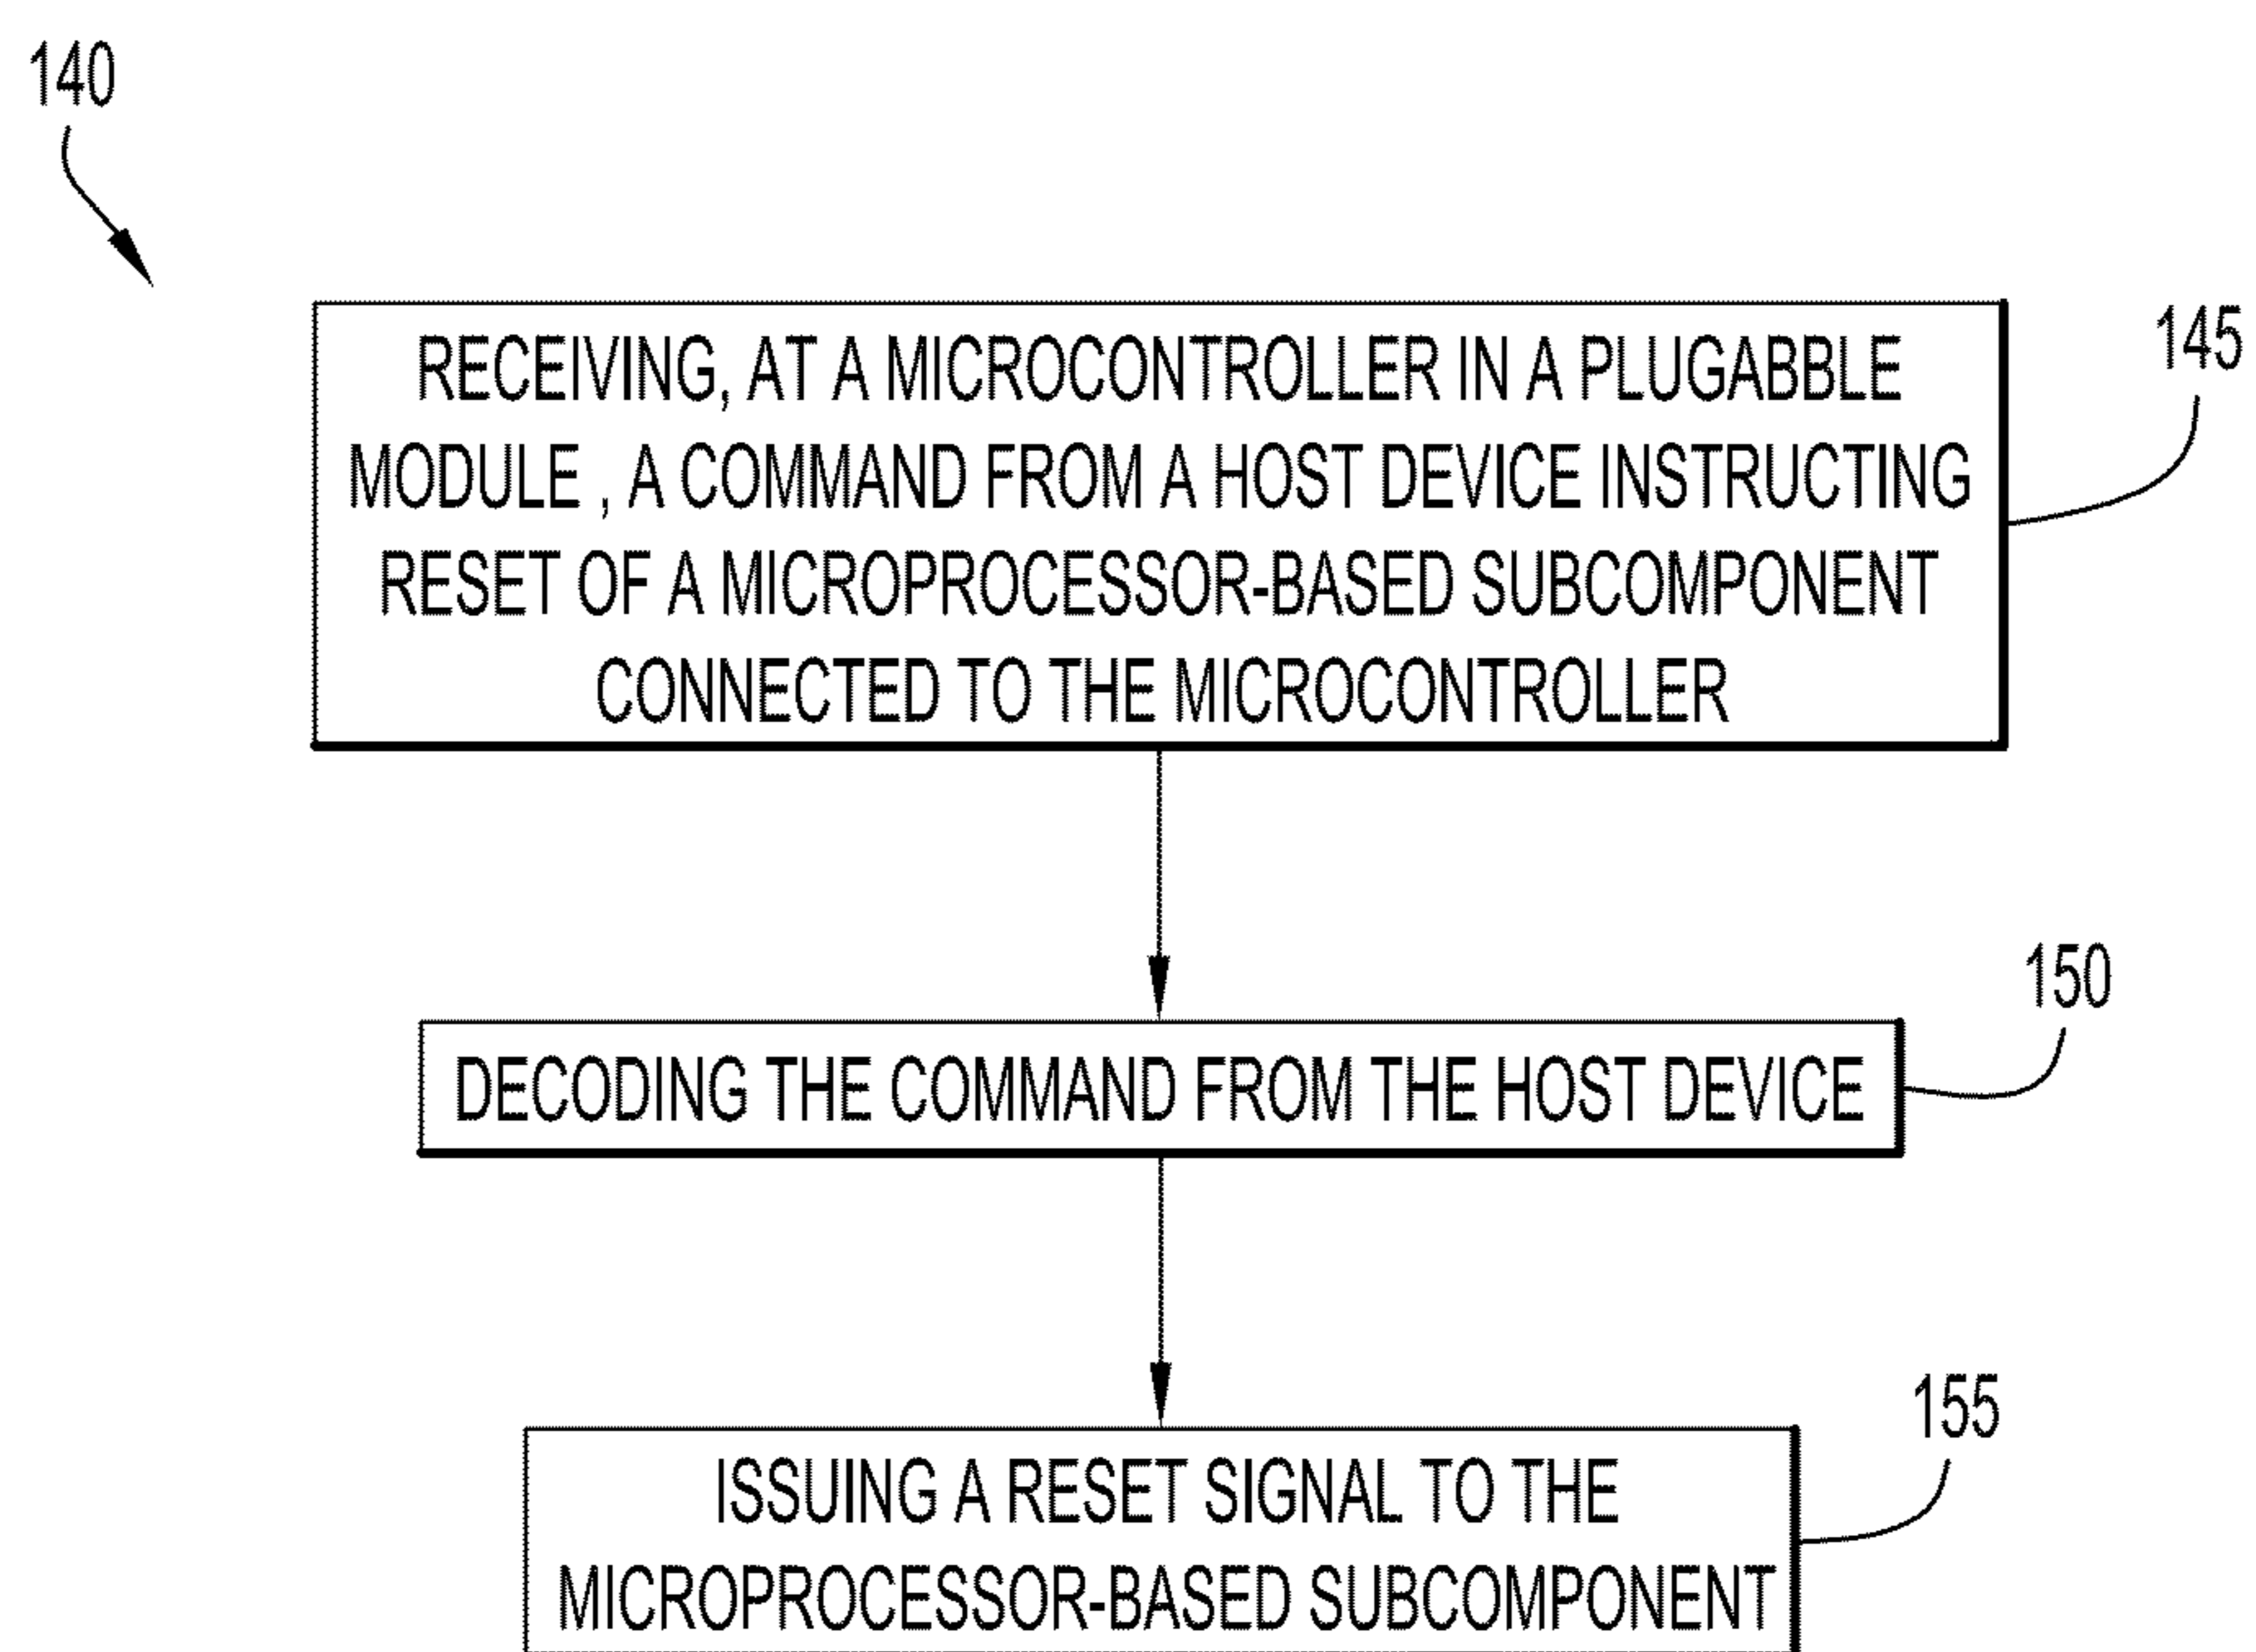 140
RECEIVING, AT A MICROCONTROLLER IN A PLUGABBLE
MODULE , A COMMAND FROM A HOST DEVICE INSTRUCTING
RESET OF A MICROPROCESSOR-BASED SUBCOMPONENT
CONNECTED TO THE MICROCONTROLLER
145
DECODING THE COMMAND FROM THE HOST DEVICE
150
ISSUING A RESET SIGNAL TO THE
MICROPROCESSOR-BASED SUBCOMPONENT
155